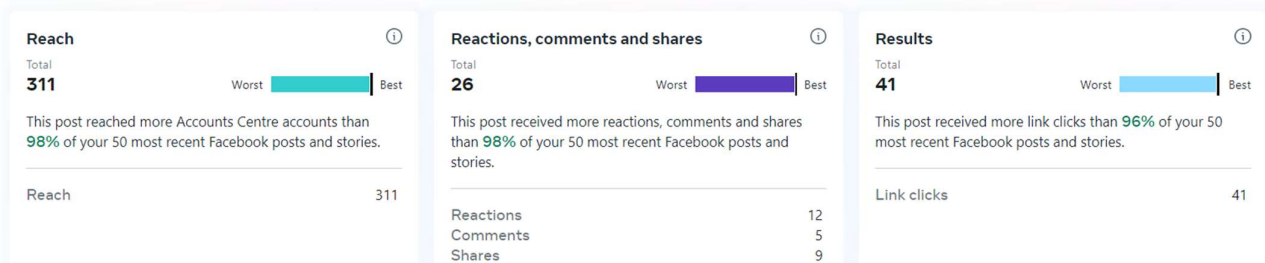 Reach
Total
311
Worst
Best
This post reached more Accounts Centre accounts than
98% of your 50 most recent Facebook posts and stories.
Reach 311
Reactions, comments and shares
Total
26
Worst
Best
This post received more reactions, comments and shares
than 98% of your 50 most recent Facebook posts and
stories.
Reactions 12
Comments 5
Shares 9
Results
Total
41
Worst
Best
This post received more link clicks than 96% of your 50
most recent Facebook posts and stories.
Link clicks 41